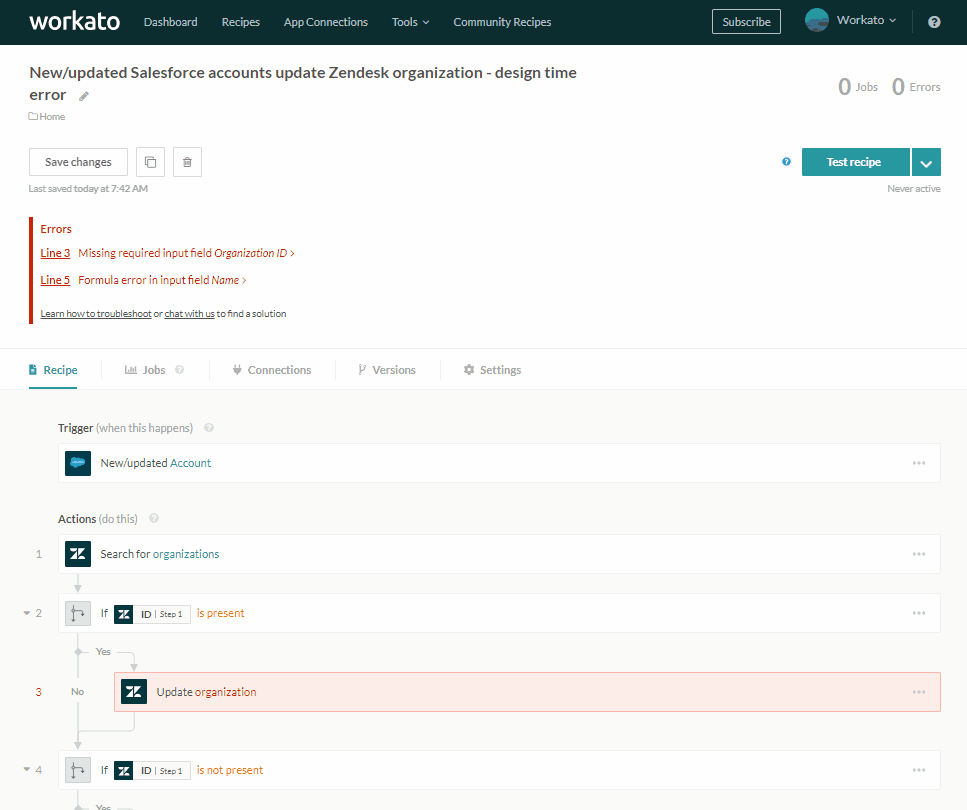 workato Dashboard Recipes App Connections Tools Community Recipes Subscribe Workato ?
New/updated Salesforce accounts update Zendesk organization - design time
error
0 Jobs 0 Errors
Home
Save changes ? Test recipe
Last saved today at 7:42 AM Never active
Errors
Line 3 Missing required input field Organization ID >
Line 5 Formula error in input field Name >
Learn how to troubleshoot or chat with us to find a solution
Recipe Jobs ? Connections Versions Settings
Trigger (when this happens) ?
New/updated Account ...
Actions (do this) ?
1 Search for organizations ...
2 If ID | Step 1 is present ...
Yes
3 No Update organization ...
4 If ID | Step 1 is not present ...
Yes